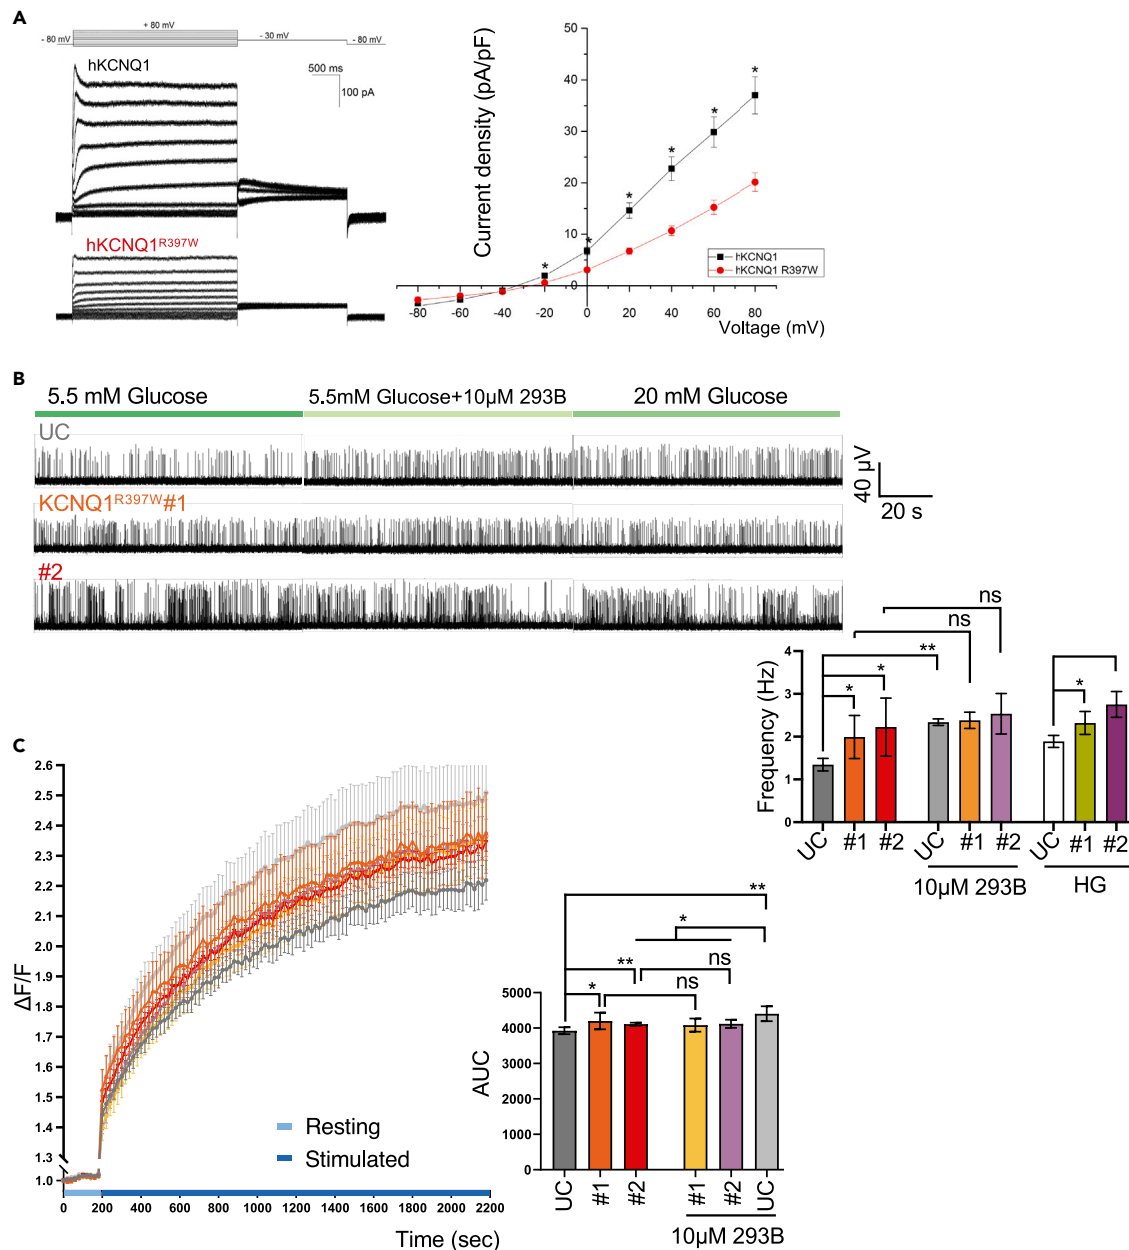 A
+ 80 mV
- 80 mV
- 30 mV
- 80 mV
hKCNQ1
500 ms
100 pA
hKCNQ1R397W
Current density (pA/pF)
50
40
30
20
10
0
-80
-60
-40
-20
0
20
40
60
80
Voltage (mV)
hKCNQ1
hKCNQ1 R397W
*
*
*
*
*
*
B
5.5 mM Glucose
5.5mM Glucose+10µM 293B
20 mM Glucose
UC
KCNQ1R397W#1
#2
40 µV
20 s
Frequency (Hz)
4
3
2
1
0
ns
ns
**
*
*
*
UC
#1
#2
UC
#1
#2
UC
#1
#2
10µM 293B
HG
C
ΔF/F
2.6
2.5
2.4
2.3
2.2
2.1
2.0
1.9
1.8
1.7
1.6
1.5
1.4
1.3
1.0
Resting
Stimulated
0
200
400
600
800
1000
1200
1400
1600
1800
2000
2200
Time (sec)
AUC
5000
4000
3000
2000
1000
0
**
*
**
ns
*
ns
UC
#1
#2
#1
#2
UC
10µM 293B